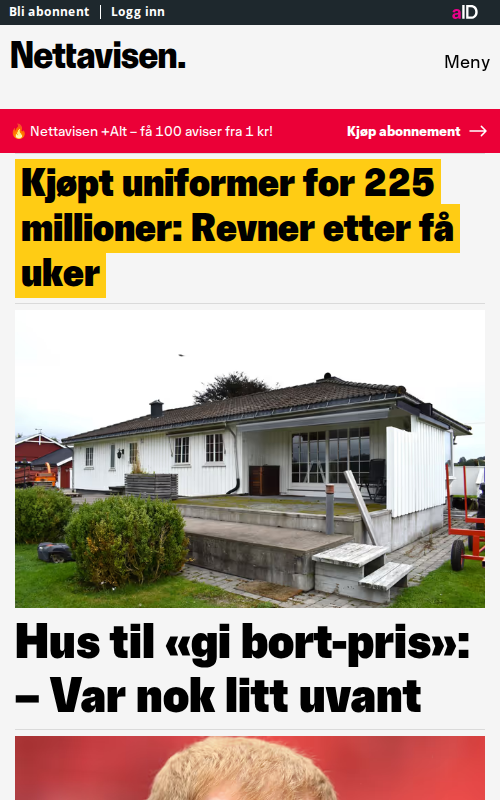 Bli abonnent
Logg inn
aID
Nettavisen.
Meny
🔥 Nettavisen +Alt – få 100 aviser fra 1 kr!
Kjøp abonnement →
Kjøpt uniformer for 225
millioner: Revner etter få
uker
Hus til «gi bort-pris»:
– Var nok litt uvant